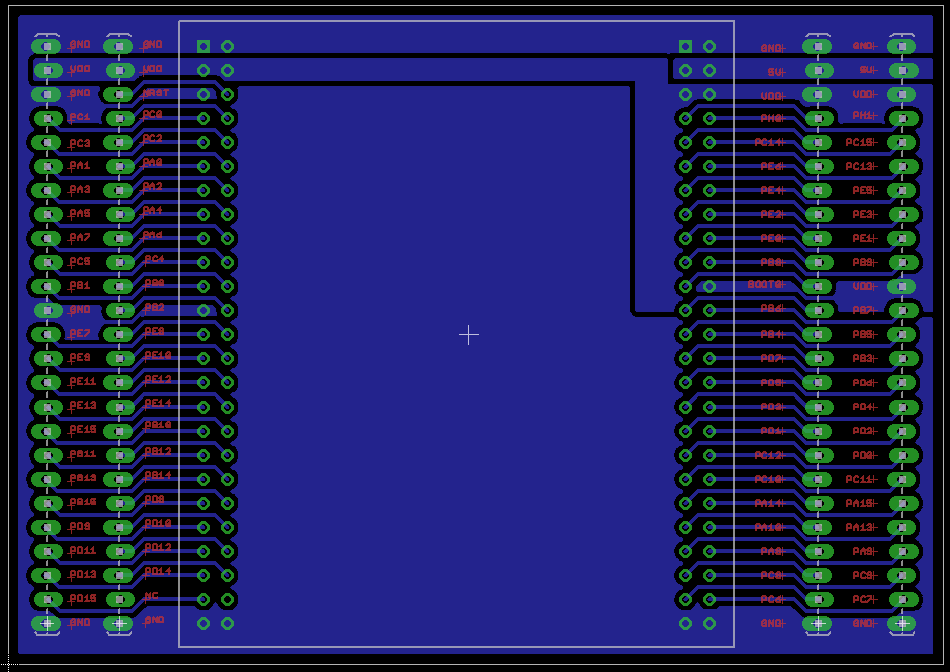 GND GND GND GND
VDD VDD 5V 5V
GND NRST VDD VDD
PC1 PC0 PH0 PH1
PC3 PC2 PC14 PC15
PA1 PA0 PE6 PC13
PA3 PA2 PE4 PE5
PA5 PA4 PE2 PE3
PA7 PA6 PE0 PE1
PC5 PC4 PB8 PB9
PB1 PB0 BOOT0 VDD
GND PB2 PB6 PB7
PE7 PE8 PB4 PB5
PE9 PE10 PD7 PB3
PE11 PE12 PD5 PD6
PE13 PE14 PD3 PD4
PE15 PB10 PD1 PD2
PB11 PB12 PC12 PD0
PB13 PB14 PC10 PC11
PB15 PD8 PA14 PA15
PD9 PD10 PA10 PA13
PD11 PD12 PA8 PA9
PD13 PD14 PC8 PC9
PD15 NC PC6 PC7
GND GND GND GND